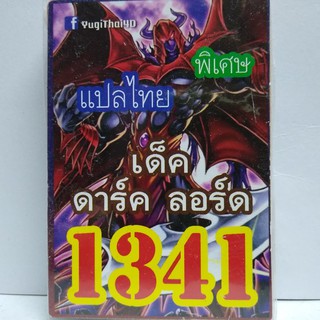 f YugiThai4D
พิเศษ
แปลไทย
เด็ค
ดาร์ค ลอร์ด
1341